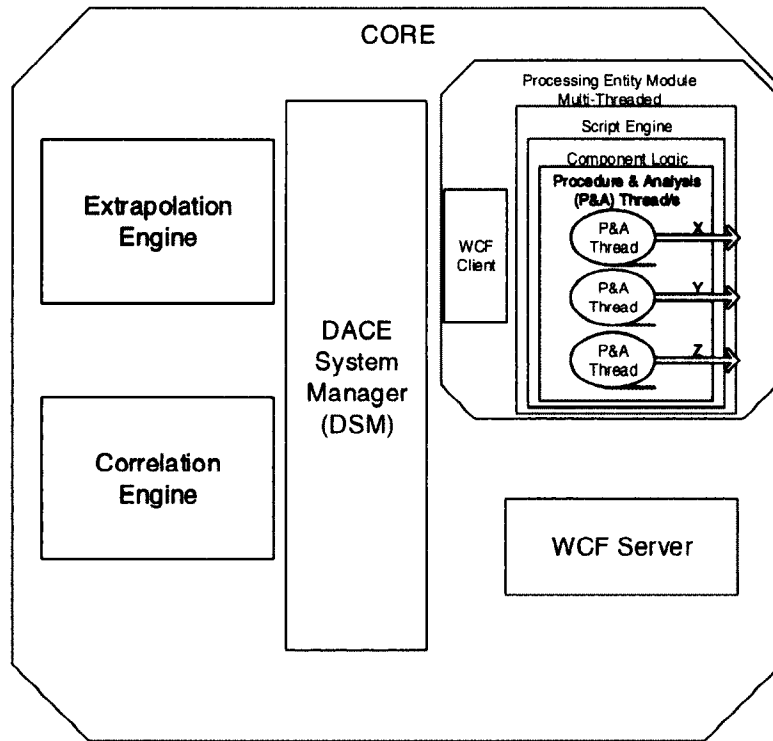 CORE
Processing Entity Module
Multi-Threaded
Script Engine
Component Logic
Procedure & Analysis
(P&A) Thread/s
P&A
Thread
X
P&A
Thread
Y
P&A
Thread
Z
WCF
Client
Extrapolation
Engine
DACE
System
Manager
(DSM)
Correlation
Engine
WCF Server